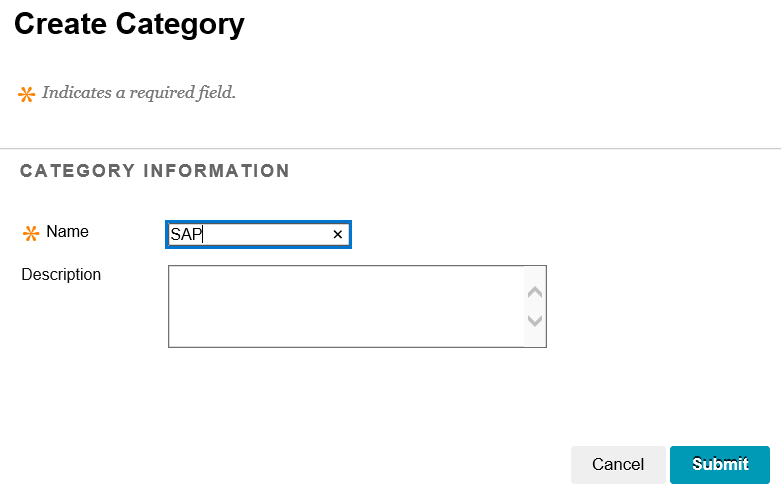 Create Category
* Indicates a required field.
CATEGORY INFORMATION
* Name SAP ×
Description
Cancel Submit